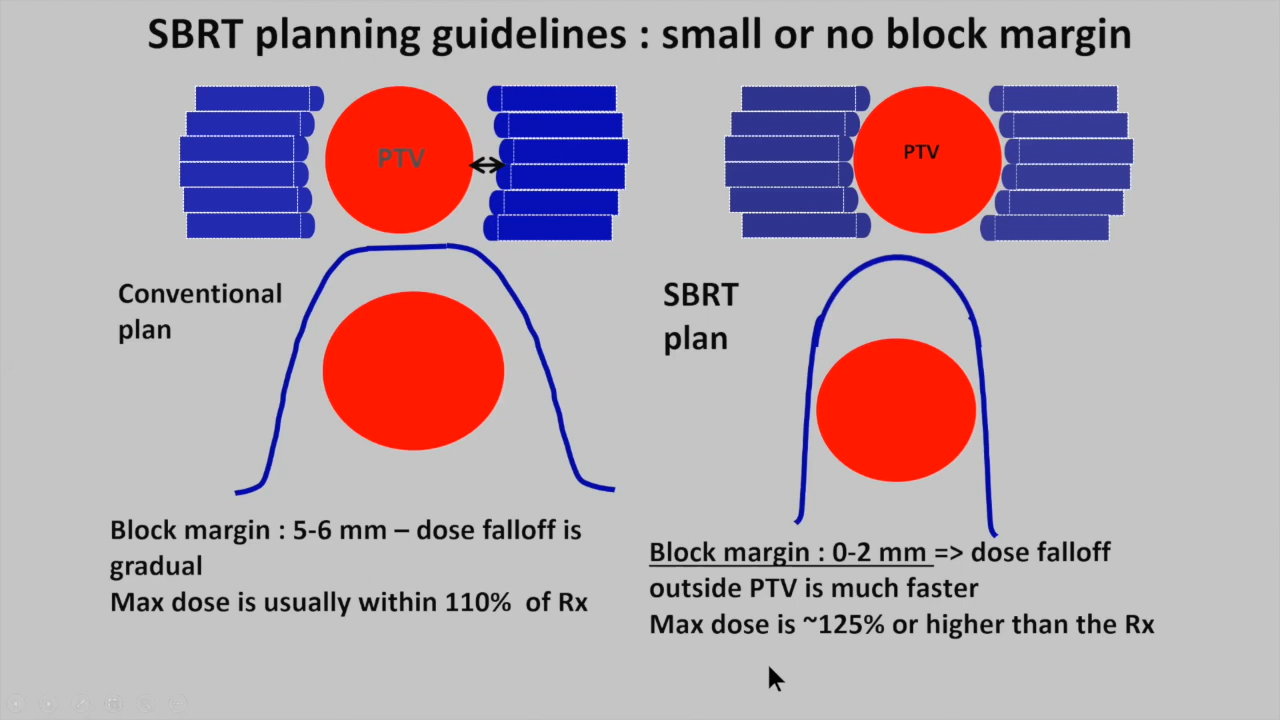 SBRT planning guidelines : small or no block margin
PTV
PTV
Conventional
plan
SBRT
plan
Block margin : 5-6 mm – dose falloff is
gradual
Max dose is usually within 110%  of Rx
Block margin : 0-2 mm => dose falloff
outside PTV is much faster
Max dose is ~125% or higher than the Rx